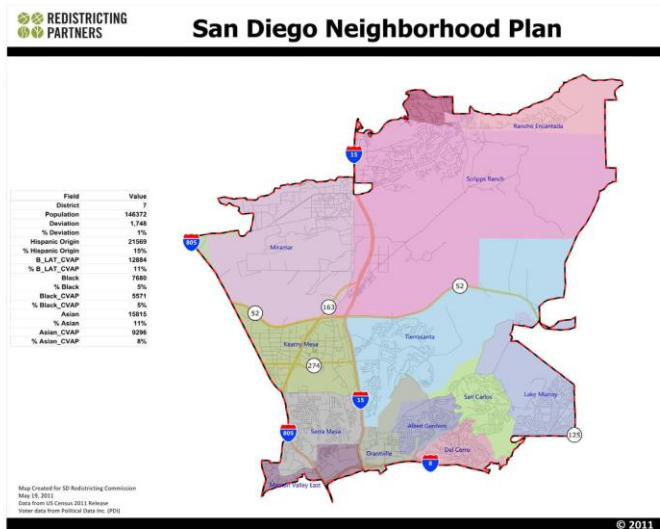 REDISTRICTING
PARTNERS
San Diego Neighborhood Plan
Rancho Encantada
15
Scripps Ranch
Field Value
District 7
Population 146372
Deviation 1,748
% Deviation 1%
Hispanic Origin 21569
% Hispanic Origin 15%
B_LAT_CVAP 12884
% B_LAT_CVAP 11%
Black 7680
% Black 5%
Black_CVAP 5571
% Black_CVAP 5%
Asian 15815
% Asian 11%
Asian_CVAP 9296
% Asian_CVAP 8%
805
Miramar
52
163
52
Kearny Mesa
Tierrasanta
274
15
San Carlos
Lake Murray
805
Serra Mesa
Allied Gardens
125
Grantville
Del Cerro
8
Mission Valley East
Map Created for SD Redistricting Commission
May 19, 2011
Data from US Census 2011 Release
Voter data from Political Data Inc. (PDI)
© 2011